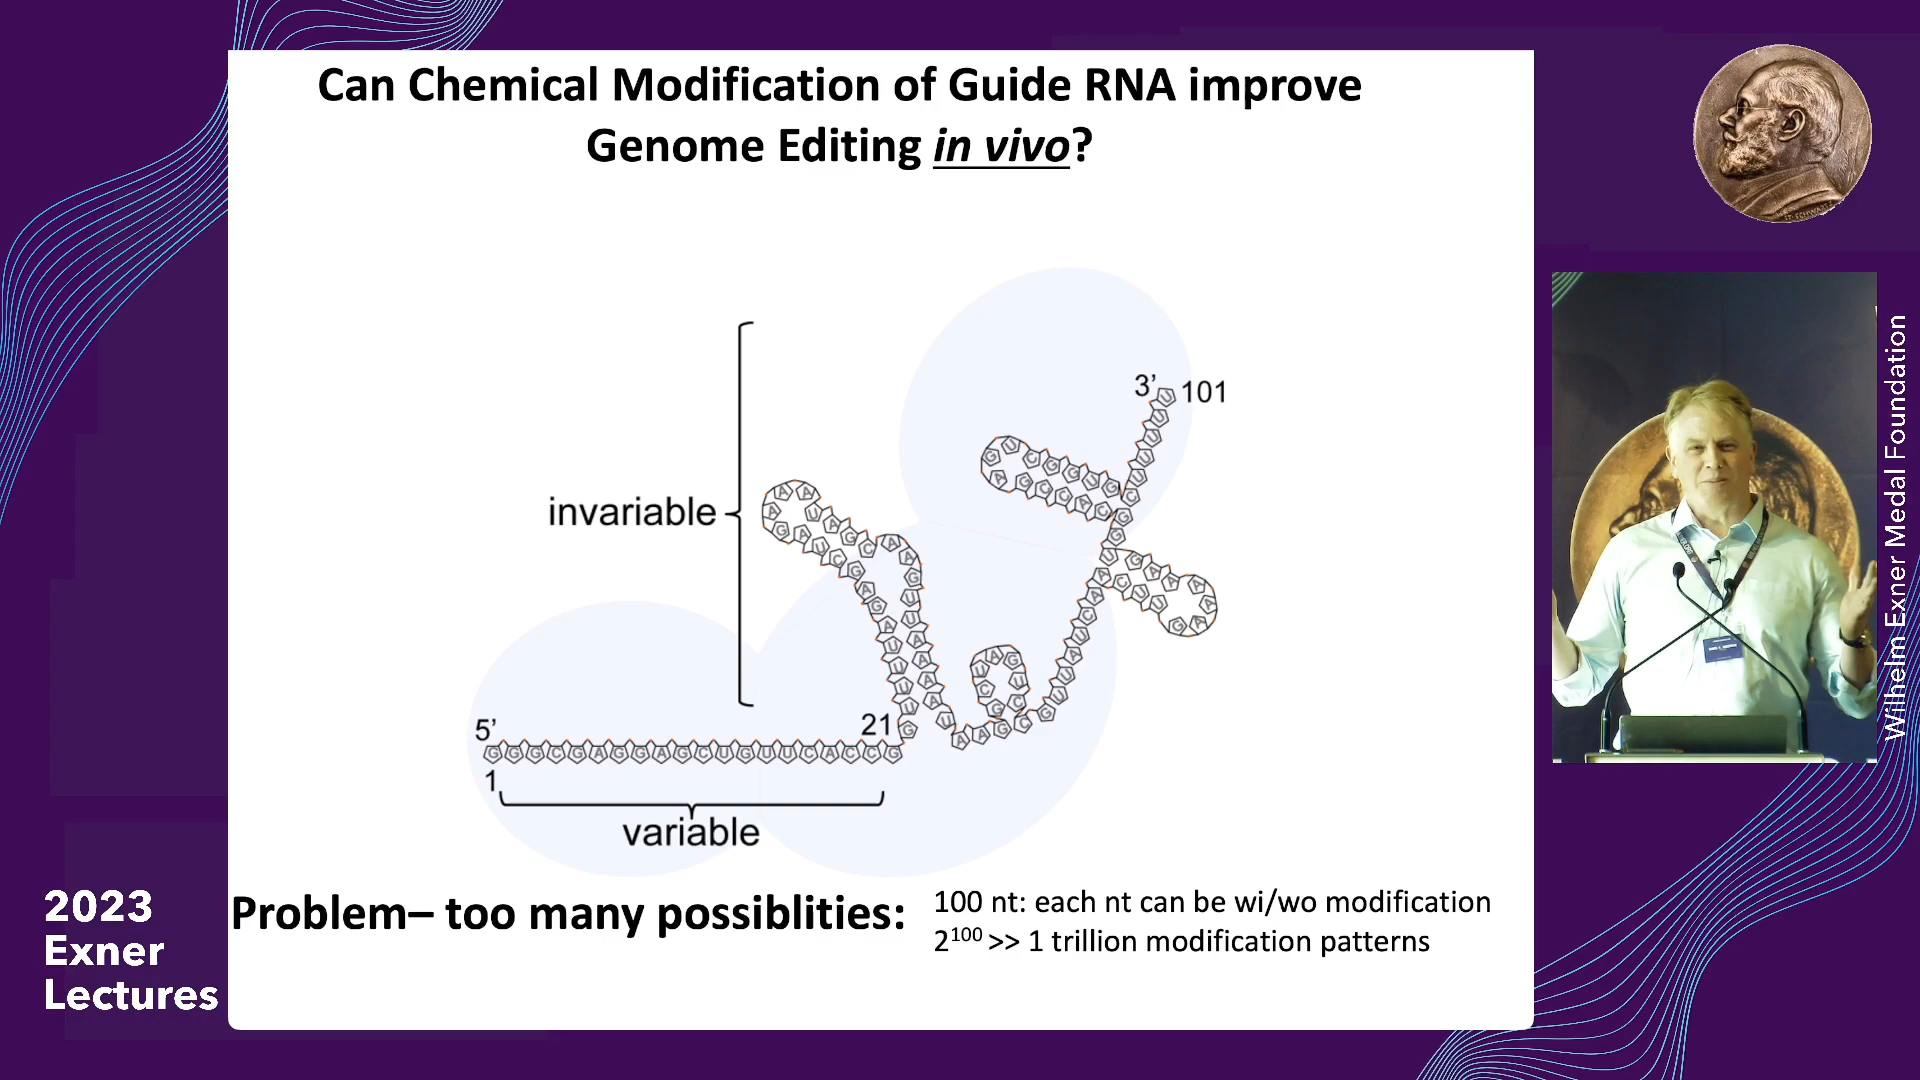 Can Chemical Modification of Guide RNA improve
Genome Editing in vivo?
invariable
3’ 101
5’
21
GGGCGAGGAGCUGUUCACCG
1
variable
Problem– too many possiblities:
100 nt: each nt can be wi/wo modification
2¹⁰⁰ >> 1 trillion modification patterns
2023
Exner
Lectures
Wilhelm Exner Medal Foundation